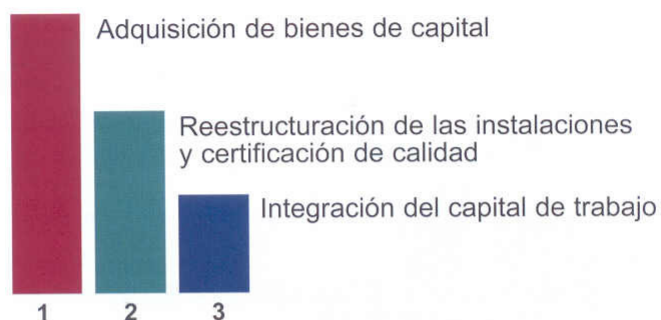 Adquisición de bienes de capital
Reestructuración de las instalaciones
y certificación de calidad
Integración del capital de trabajo
1 2 3